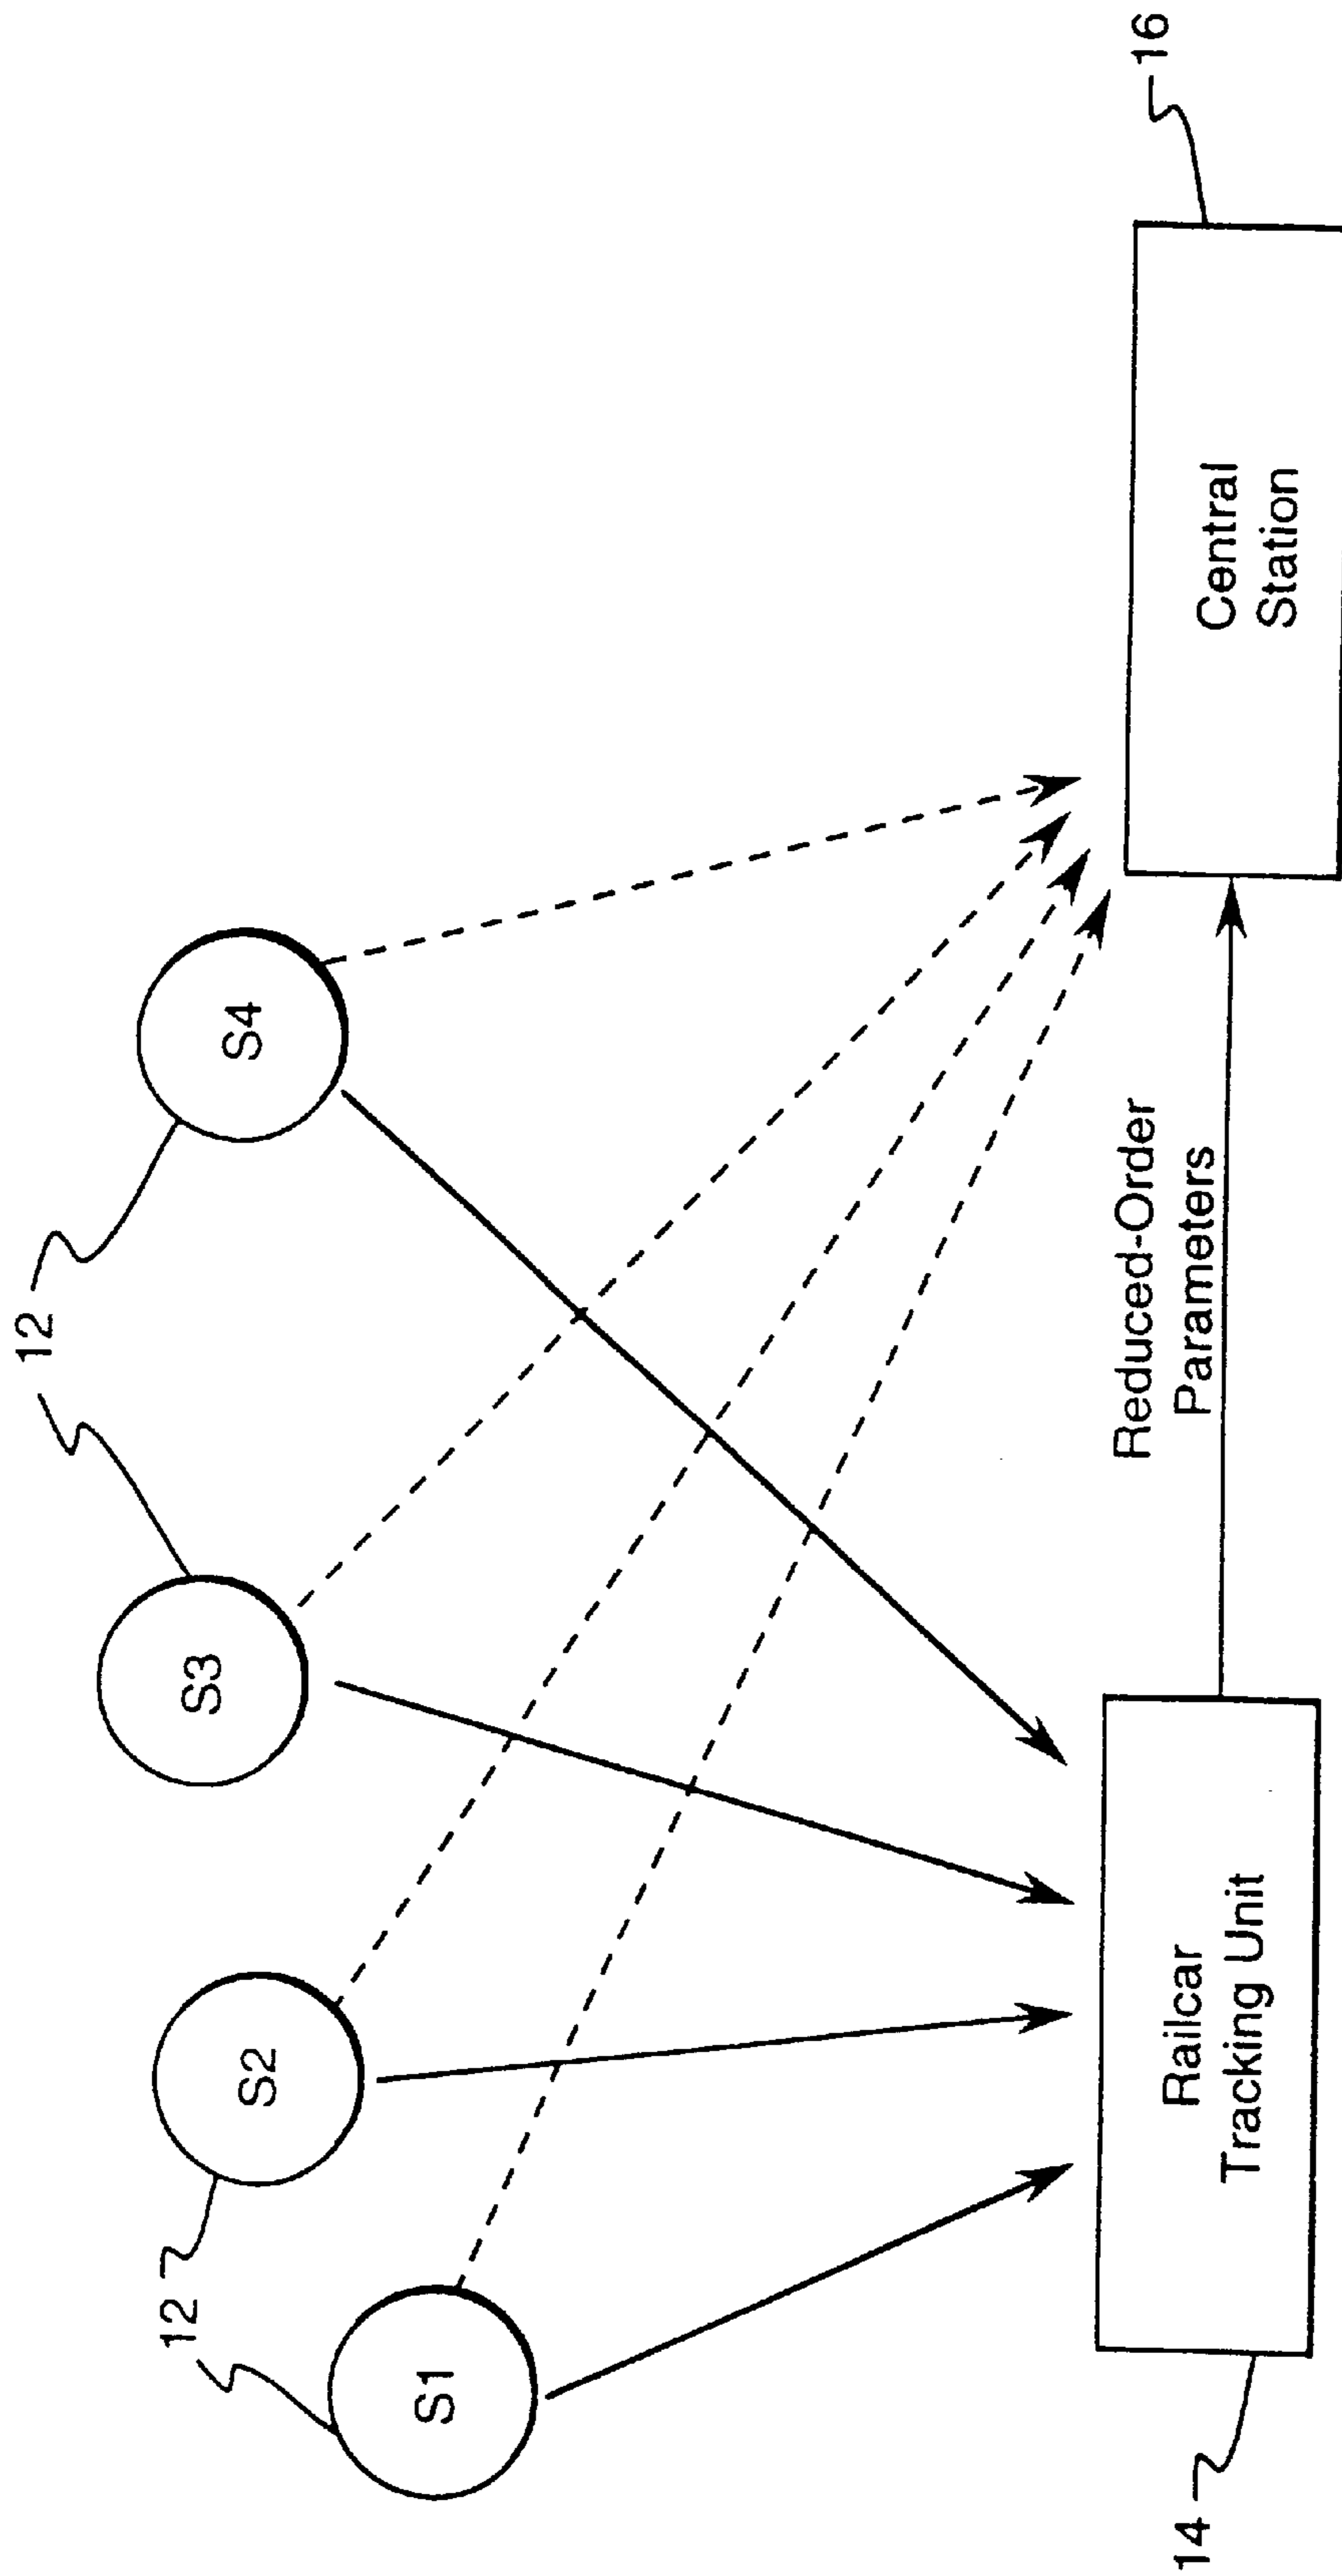 12
12
S1
S2
S3
S4
Reduced-Order
Parameters
Railcar
Tracking Unit
Central
Station
14
16